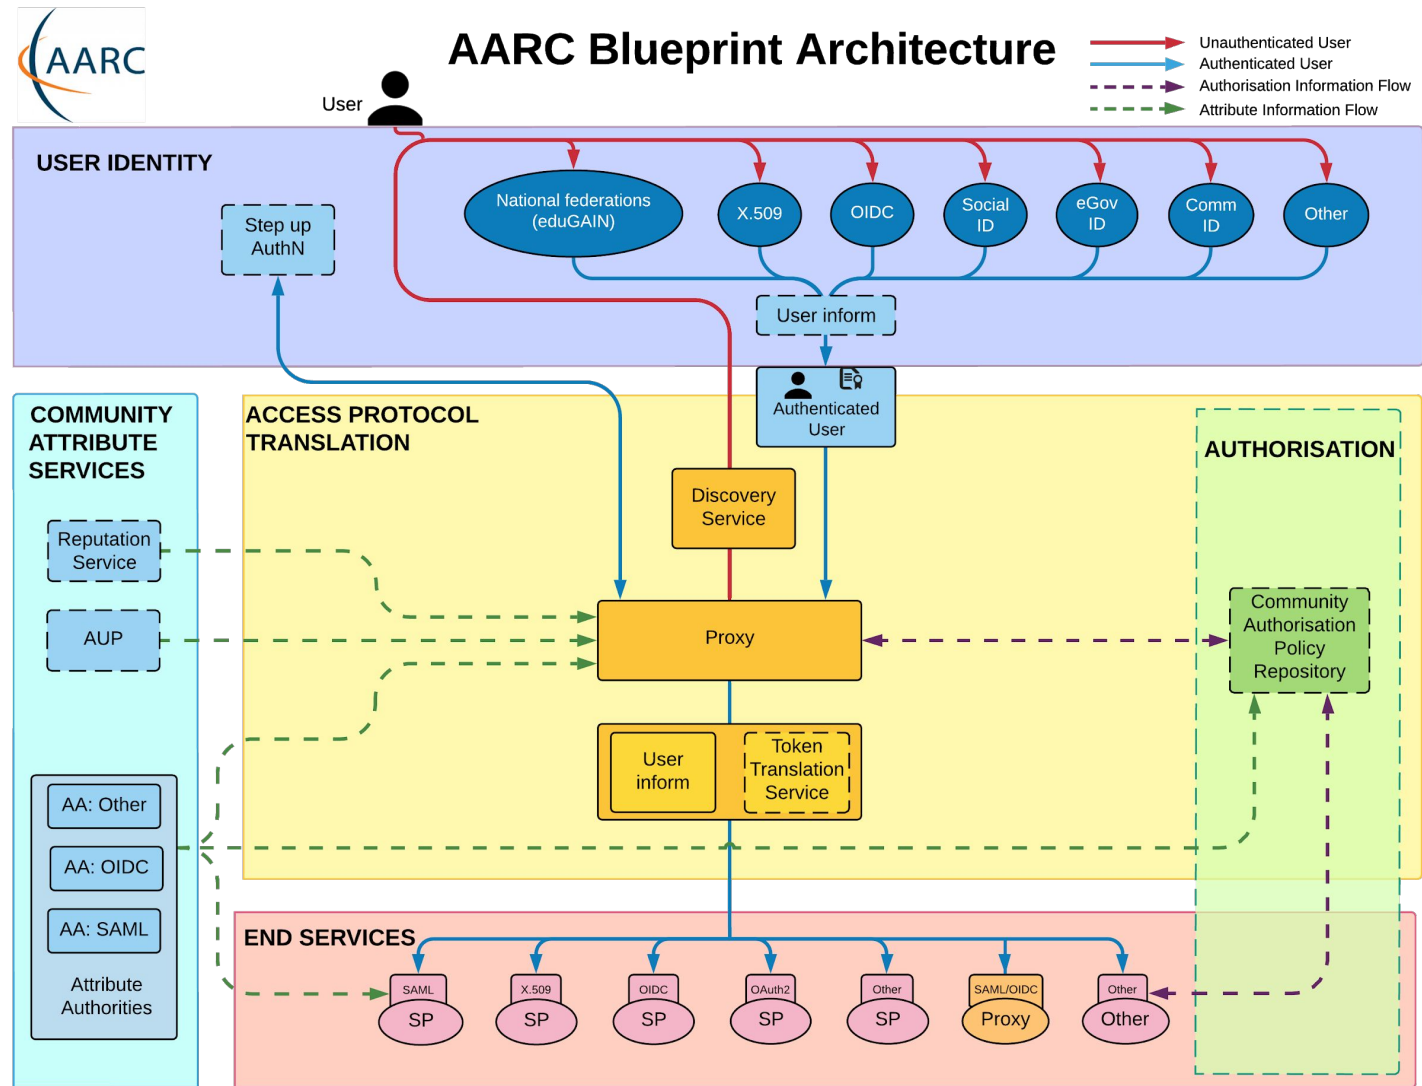 AARC
AARC Blueprint Architecture
Unauthenticated User
Authenticated User
Authorisation Information Flow
Attribute Information Flow
User
USER IDENTITY
Step up
AuthN
National federations
(eduGAIN)
X.509
OIDC
Social
ID
eGov
ID
Comm
ID
Other
User inform
Authenticated
User
COMMUNITY
ATTRIBUTE
SERVICES
ACCESS PROTOCOL
TRANSLATION
AUTHORISATION
Discovery
Service
Reputation
Service
AUP
Proxy
Community
Authorisation
Policy
Repository
User
inform
Token
Translation
Service
AA: Other
AA: OIDC
AA: SAML
Attribute
Authorities
END SERVICES
SAML
SP
X.509
SP
OIDC
SP
OAuth2
SP
Other
SP
SAML/OIDC
Proxy
Other
Other